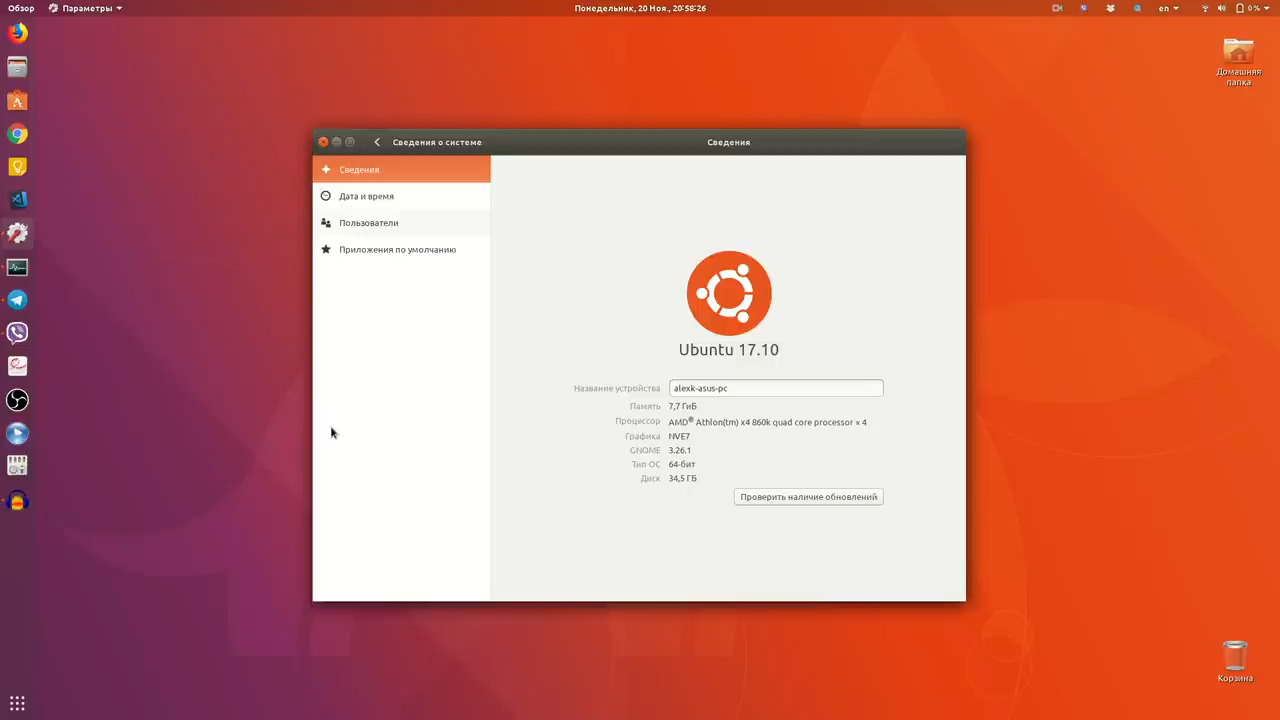 Обзор Параметры Понедельник, 20 Ноя., 20:58:26 en 0 %
Домашняя
папка
Сведения о системе Сведения
Сведения
Дата и время
Пользователи
Приложения по умолчанию
Ubuntu 17.10
Название устройства alexk-asus-pc
Память 7,7 ГиБ
Процессор AMD® Athlon(tm) x4 860k quad core processor × 4
Графика NVE7
GNOME 3.26.1
Тип ОС 64-бит
Диск 34,5 ГБ
Проверить наличие обновлений
Корзина